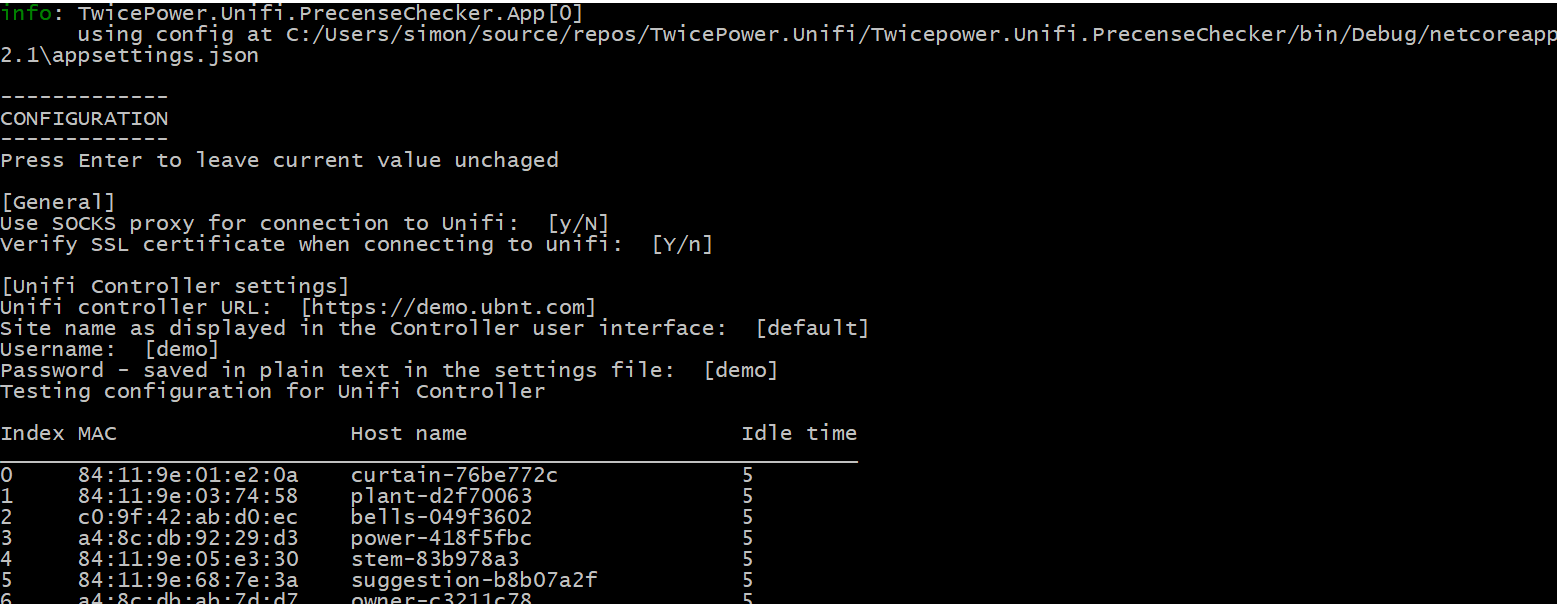 info: TwicePower.Unifi.PrecenseChecker.App[0]
using config at C:/Users/simon/source/repos/TwicePower.Unifi/Twicepower.Unifi.PrecenseChecker/bin/Debug/netcoreapp
2.1\appsettings.json
-------------
CONFIGURATION
-------------
Press Enter to leave current value unchaged
[General]
Use SOCKS proxy for connection to Unifi:  [y/N]
Verify SSL certificate when connecting to unifi:  [Y/n]
[Unifi Controller settings]
Unifi controller URL:  [https://demo.ubnt.com]
Site name as displayed in the Controller user interface:  [default]
Username:  [demo]
Password - saved in plain text in the settings file:  [demo]
Testing configuration for Unifi Controller
Index MAC Host name Idle time
0 84:11:9e:01:e2:0a curtain-76be772c 5
1 84:11:9e:03:74:58 plant-d2f70063 5
2 c0:9f:42:ab:d0:ec bells-049f3602 5
3 a4:8c:db:92:29:d3 power-418f5fbc 5
4 84:11:9e:05:e3:30 stem-83b978a3 5
5 84:11:9e:68:7e:3a suggestion-b8b07a2f 5
6 a4:8c:db:ab:7d:d7 owner-c3211c78 5